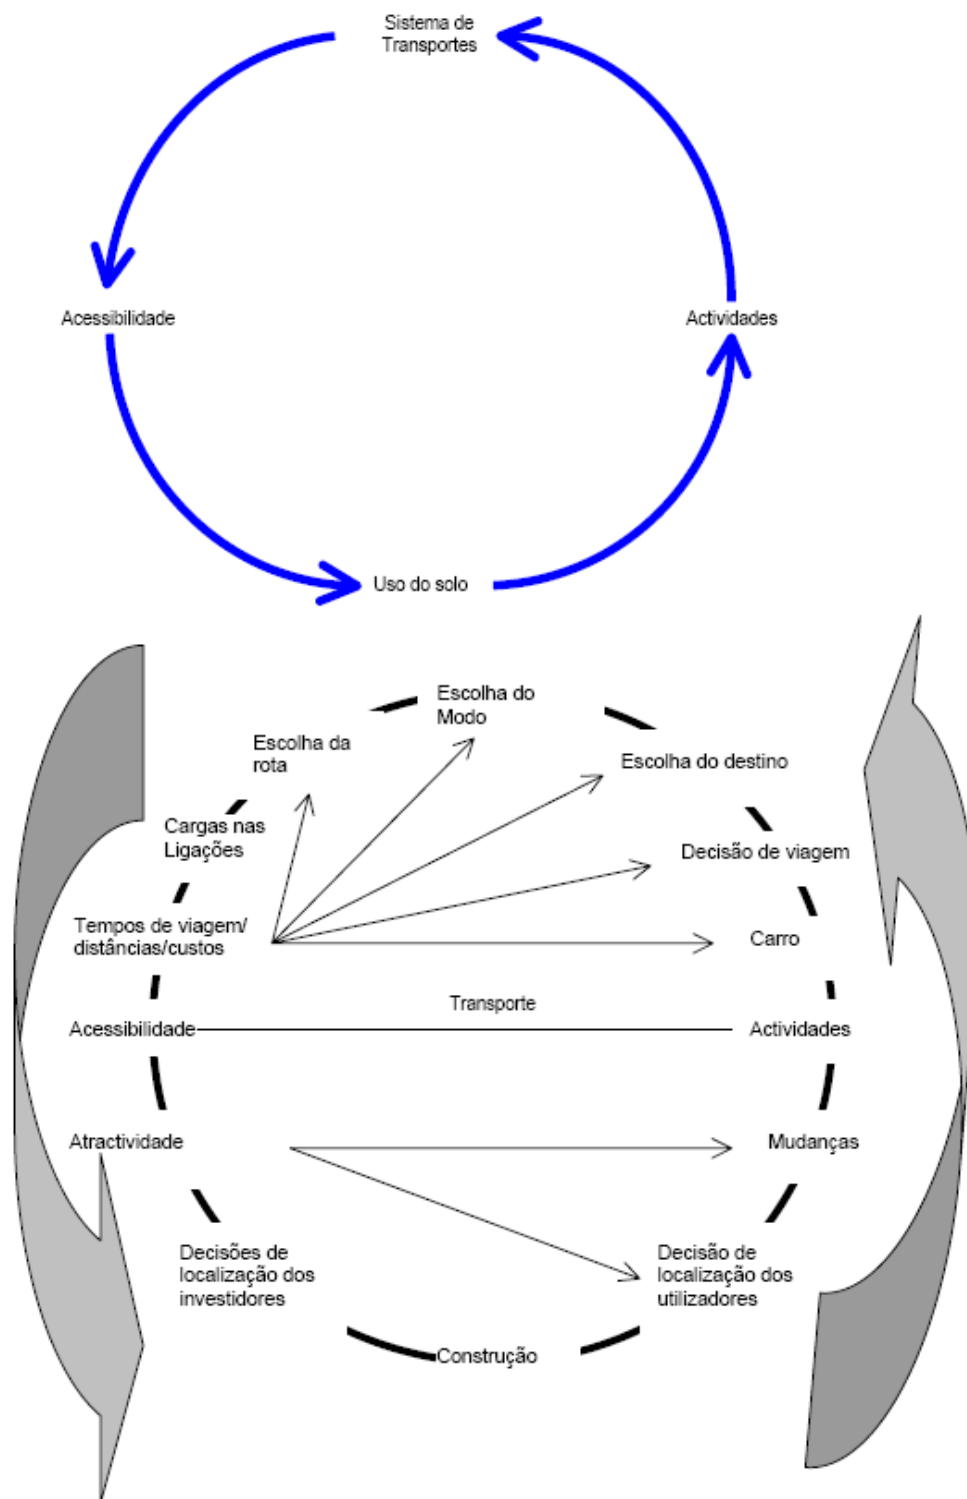 Sistema de
Transportes
Acessibilidade
Actividades
Uso do solo
Escolha do
Modo
Escolha da
rota
Escolha do destino
Cargas nas
Ligações
Decisão de viagem
Tempos de viagem/
distâncias/custos
Carro
Transporte
Acessibilidade
Actividades
Atractividade
Mudanças
Decisões de
localização dos
investidores
Decisão de
localização dos
utilizadores
Construção